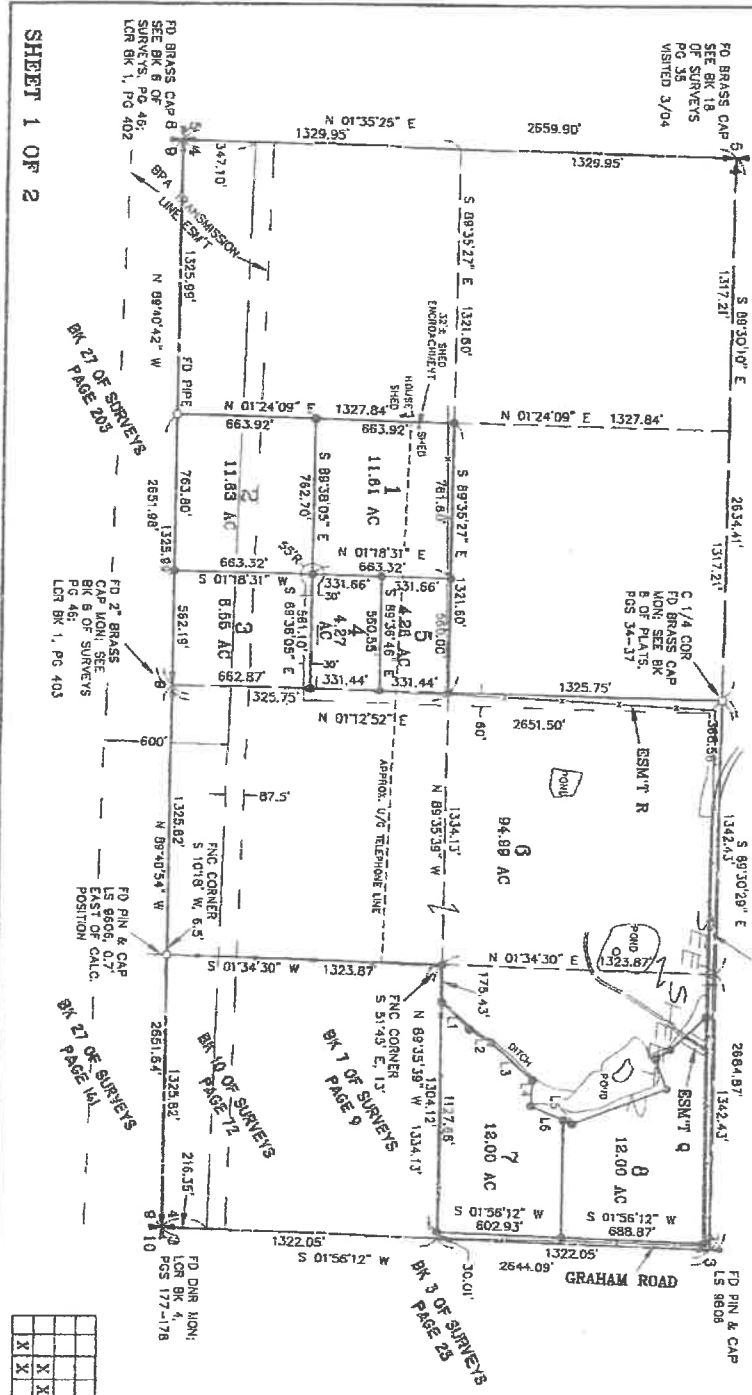 SHEET 1 OF 2
FD BRASS CAP
SEE BK 18
OF SURVEYS
PG 35
VISITED 3/04
FD BRASS CAP
SEE BK 6 OF
SURVEYS, PG 46;
LCR BK 1, PG 402
N 01°35'25" E
1329.95'
2659.90'
1329.95'
347.10'
BPA TRANSMISSION
LINE ESM'T
S 89°30'10" E
1317.21'
2634.41'
1317.21'
S 89°35'27" E 1321.60'
32'± SHED
ENCROACHMENT
HOUSE
SHED
SHED
1325.99'
N 89°40'42" W
FD PIPE
BK 27 OF SURVEYS
PAGE 203
N 01°24'09" E 1327.84'
663.92'
663.92'
N 01°24'09" E 1327.84'
1
11.61 AC
2
11.63 AC
S 89°35'27" E
S 89°38'05" E
762.70'
763.80'
2651.98'
N 01°18'31" E
663.32'
331.66'
331.66'
663.32'
S 01°18'31" W
55'R
30'
30'
1321.60'
3
4
4.27
AC
5
4.26 AC
S 89°36'46" E
S 89°38'05" E
561.10'
562.19'
FD 2" BRASS
CAP MON; SEE
BK 6 OF SURVEYS
PG 46;
LCR BK 1, PG 403
662.87'
331.44'
331.44'
1325.75'
N 01°12'52" E
1325.75'
2651.50'
60'
C 1/4 COR
FD BRASS CAP
MON; SEE BK
8 OF PLATS,
PGS 34-37
ESM'T R
POND
6
94.88 AC
S 89°30'29" E
1342.43'
2684.87'
1342.43'
1334.13'
N 89°35'39" W
APPROX. U/G TELEPHONE LINE
600'
87.5'
1325.82'
N 89°40'54" W
FNC CORNER
S 10°18' W, 6.5'
FD PIN & CAP
LS 9606, 0.7'
EAST OF CALC.
POSITION
S 01°34'30" W 1323.87'
N 01°34'30" E 1323.87'
POND
BK 27 OF SURVEYS
PAGE 141
BK 10 OF SURVEYS
PAGE 72
BK 7 OF SURVEYS
PAGE 9
FNC CORNER
S 51°45' E, 13'
175.43'
N 89°35'39" W 1304.12'
1334.13'
L1
L2
L3
DITCH
L4
L5
L6
POND
ESM'T Q
7
12.00 AC
8
12.00 AC
2651.64'
1325.82'
216.35'
S 01°56'12" W
602.93'
S 01°56'12" W
688.87'
1322.05'
S 01°56'12" W
1322.05'
2644.09'
30.01'
GRAHAM ROAD
BK 3 OF SURVEYS
PAGE 23
FD PIN & CAP
LS 9606
FD DNR MON;
LCR BK 4,
PGS 177-178
9
10
X X
X